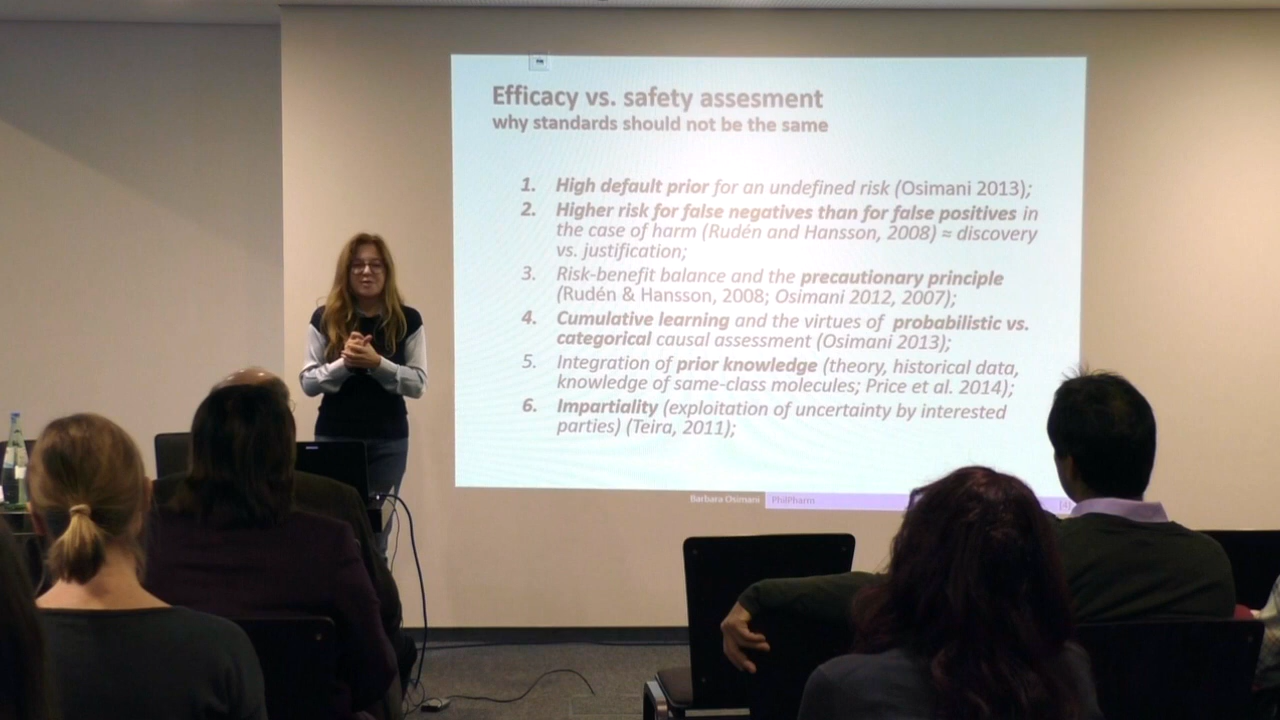 Efficacy vs. safety assesment
why standards should not be the same
1. High default prior for an undefined risk (Osimani 2013);
2. Higher risk for false negatives than for false positives in
the case of harm (Rudén and Hansson, 2008) ≈ discovery
vs. justification;
3. Risk-benefit balance and the precautionary principle
(Rudén & Hansson, 2008; Osimani 2012, 2007);
4. Cumulative learning and the virtues of probabilistic vs.
categorical causal assessment (Osimani 2013);
5. Integration of prior knowledge (theory, historical data,
knowledge of same-class molecules; Price et al. 2014);
6. Impartiality (exploitation of uncertainty by interested
parties) (Teira, 2011);
Barbara Osimani PhilPharm